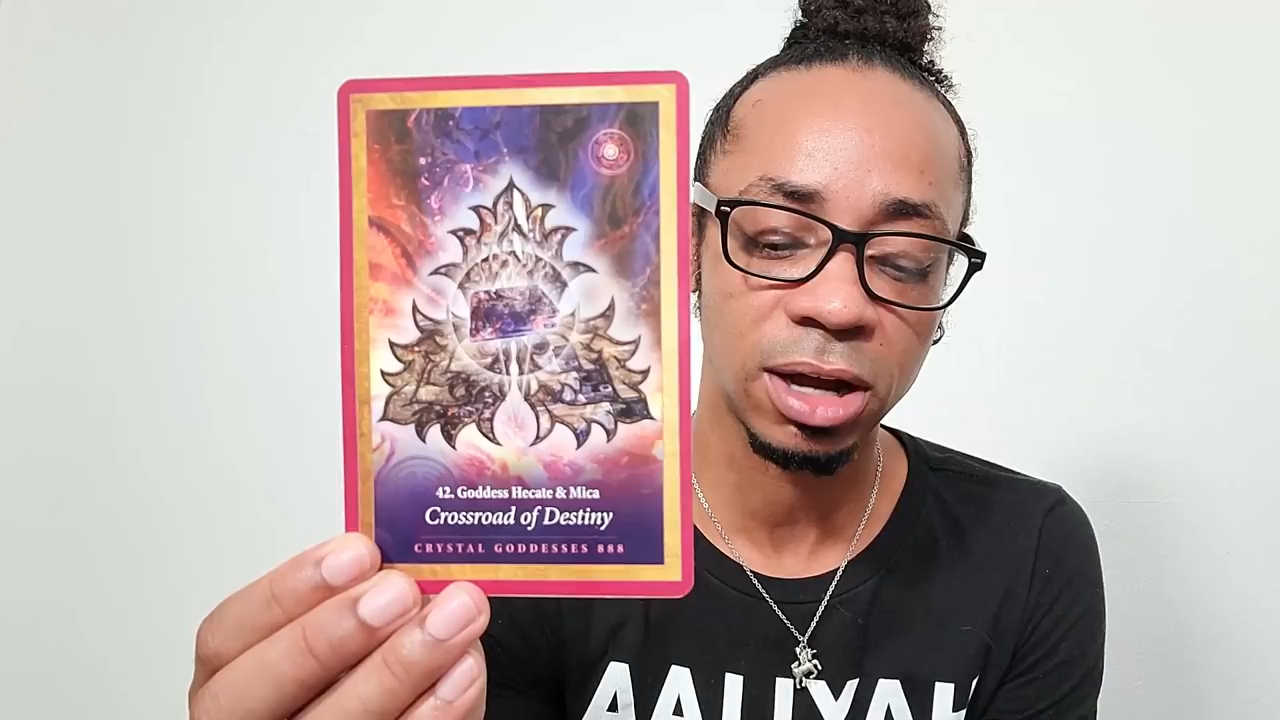 42. Goddess Hecate & Mica
Crossroad of Destiny
CRYSTAL GODDESSES 888
AALIYAH